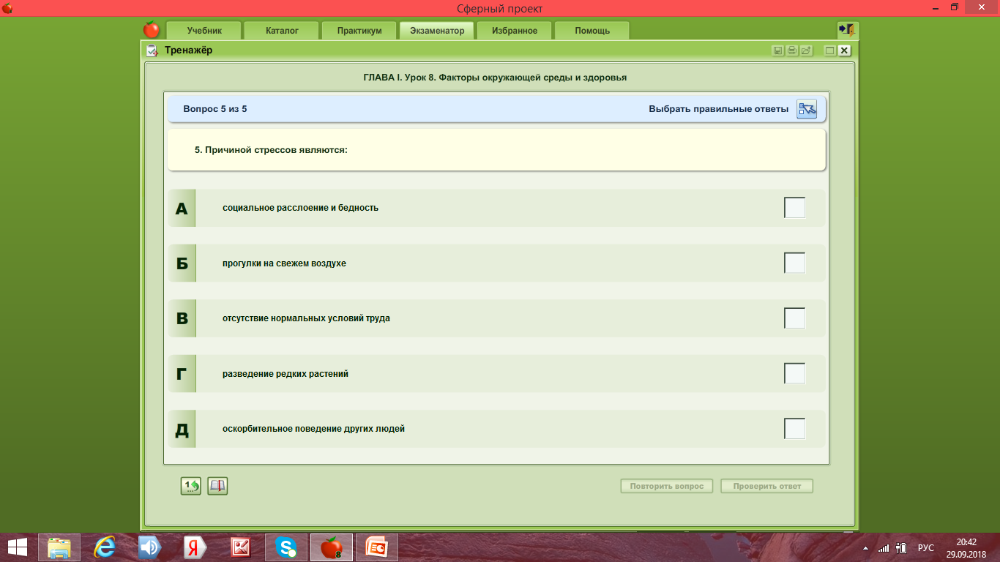 Сферный проект
Учебник
Каталог
Практикум
Экзаменатор
Избранное
Помощь
Тренажёр
ГЛАВА I. Урок 8. Факторы окружающей среды и здоровья
Вопрос 5 из 5
Выбрать правильные ответы
5. Причиной стрессов являются:
А социальное расслоение и бедность
Б прогулки на свежем воздухе
В отсутствие нормальных условий труда
Г разведение редких растений
Д оскорбительное поведение других людей
1
Повторить вопрос
Проверить ответ
Я
8
РУС
20:42
29.09.2018